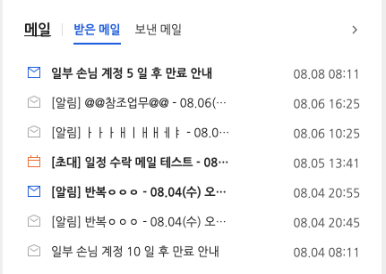 메일 받은 메일 보낸 메일
일부 손님 계정 5 일 후 만료 안내 08.08 08:11
[알림] @@참조업무@@ - 08.06(… 08.06 16:25
[알림] ㅏㅏㅏㅐㅣㅐㅐㅔㅑ - 08.0… 08.06 10:25
[초대] 일정 수락 메일 테스트 - 08… 08.05 13:41
[알림] 반복ㅇㅇㅇ - 08.04(수) 오… 08.04 20:55
[알림] 반복ㅇㅇㅇ - 08.04(수) 오… 08.04 20:45
일부 손님 계정 10 일 후 만료 안내 08.04 08:11